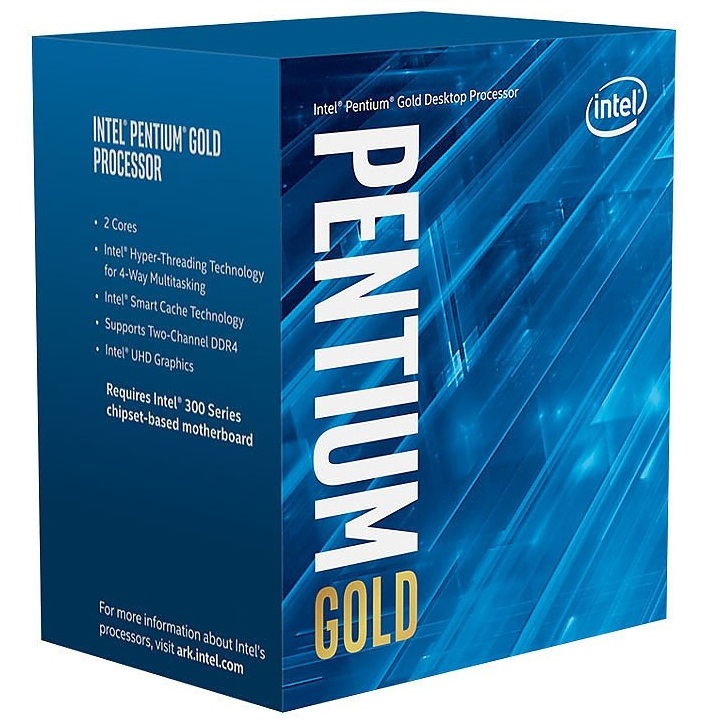 INTEL® PENTIUM® GOLD
PROCESSOR
• 2 Cores
• Intel® Hyper-Threading Technology
for 4-Way Multitasking
• Intel® Smart Cache Technology
• Supports Two-Channel DDR4
• Intel® UHD Graphics
Requires Intel® 300 Series
chipset-based motherboard
For more information about Intel's
processors, visit ark.intel.com
Intel® Pentium® Gold Desktop Processor
intel®
PENTIUM
GOLD